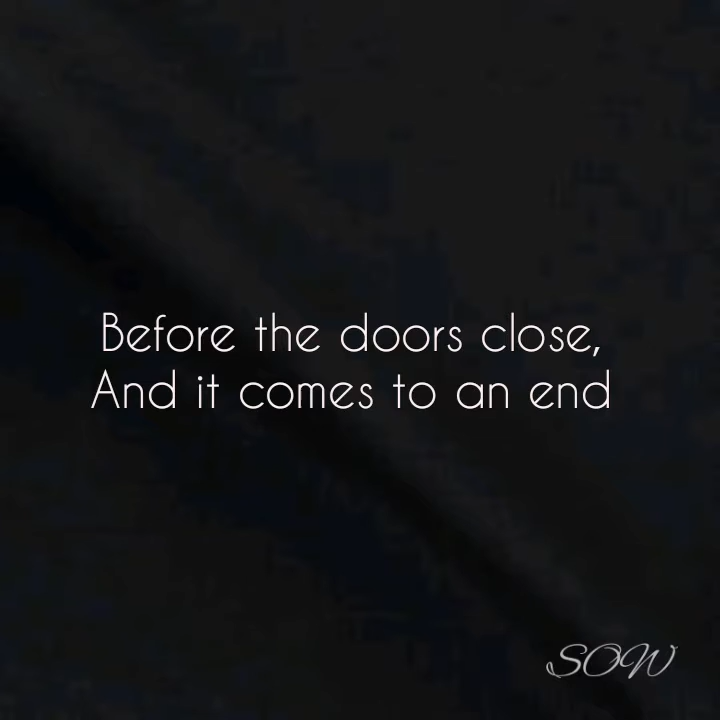 Before the doors close,
And it comes to an end
SOW